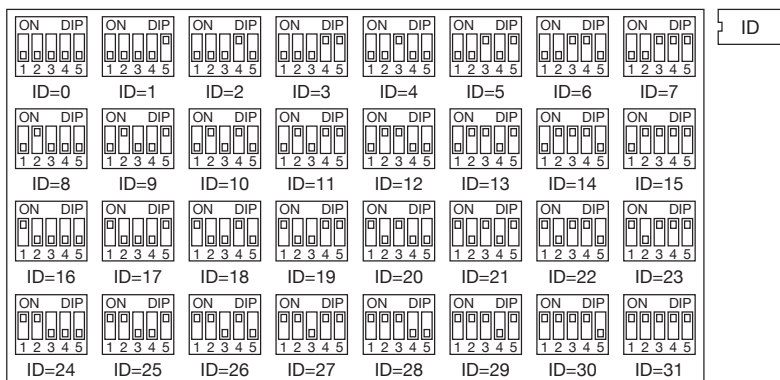 ON DIP ON DIP ON DIP ON DIP ON DIP ON DIP ON DIP ON DIP ID
1 2 3 4 5 1 2 3 4 5 1 2 3 4 5 1 2 3 4 5 1 2 3 4 5 1 2 3 4 5 1 2 3 4 5 1 2 3 4 5
ID=0 ID=1 ID=2 ID=3 ID=4 ID=5 ID=6 ID=7
ON DIP ON DIP ON DIP ON DIP ON DIP ON DIP ON DIP ON DIP
1 2 3 4 5 1 2 3 4 5 1 2 3 4 5 1 2 3 4 5 1 2 3 4 5 1 2 3 4 5 1 2 3 4 5 1 2 3 4 5
ID=8 ID=9 ID=10 ID=11 ID=12 ID=13 ID=14 ID=15
ON DIP ON DIP ON DIP ON DIP ON DIP ON DIP ON DIP ON DIP
1 2 3 4 5 1 2 3 4 5 1 2 3 4 5 1 2 3 4 5 1 2 3 4 5 1 2 3 4 5 1 2 3 4 5 1 2 3 4 5
ID=16 ID=17 ID=18 ID=19 ID=20 ID=21 ID=22 ID=23
ON DIP ON DIP ON DIP ON DIP ON DIP ON DIP ON DIP ON DIP
1 2 3 4 5 1 2 3 4 5 1 2 3 4 5 1 2 3 4 5 1 2 3 4 5 1 2 3 4 5 1 2 3 4 5 1 2 3 4 5
ID=24 ID=25 ID=26 ID=27 ID=28 ID=29 ID=30 ID=31